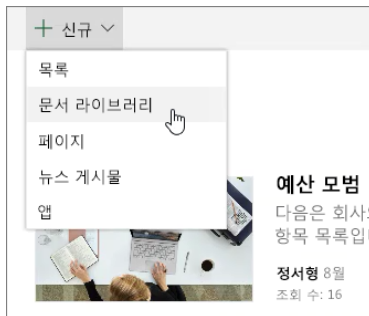 신규
목록
문서 라이브러리
페이지
뉴스 게시물
앱
예산 모범
다음은 회사
항목 목록입
정서형 8월
조회 수: 16